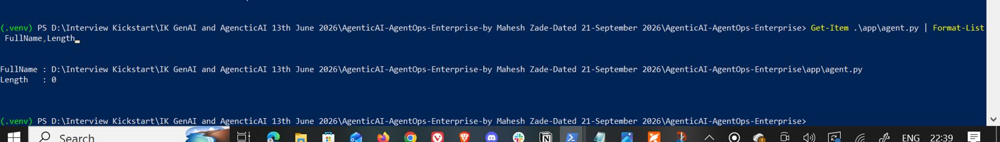 (.venv) PS D:\Interview Kickstart\IK GenAI and AgencticAI 13th June 2026\AgenticAI-AgentOps-Enterprise-by Mahesh Zade-Dated 21-September 2026\AgenticAI-AgentOps-Enterprise> Get-Item .\app\agent.py | Format-List
FullName,Length
FullName : D:\Interview Kickstart\IK GenAI and AgencticAI 13th June 2026\AgenticAI-AgentOps-Enterprise-by Mahesh Zade-Dated 21-September 2026\AgenticAI-AgentOps-Enterprise\app\agent.py
Length   : 0
(.venv) PS D:\Interview Kickstart\IK GenAI and AgencticAI 13th June 2026\AgenticAI-AgentOps-Enterprise-by Mahesh Zade-Dated 21-September 2026\AgenticAI-AgentOps-Enterprise>
Search
ENG 22:39